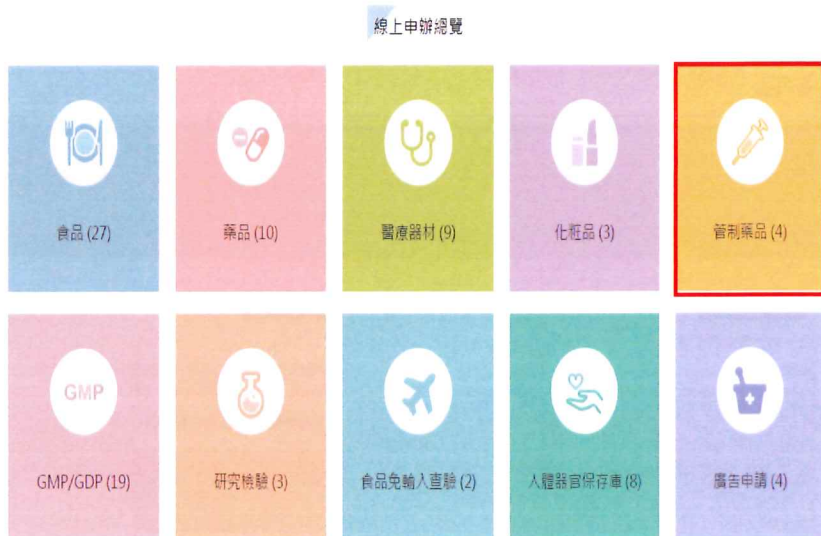 線上申辦總覽
食品 (27)
藥品 (10)
醫療器材 (9)
化粧品 (3)
管制藥品 (4)
GMP
GMP/GDP (19)
研究檢驗 (3)
食品免輸入查驗 (2)
人體器官保存庫 (8)
廣告申請 (4)